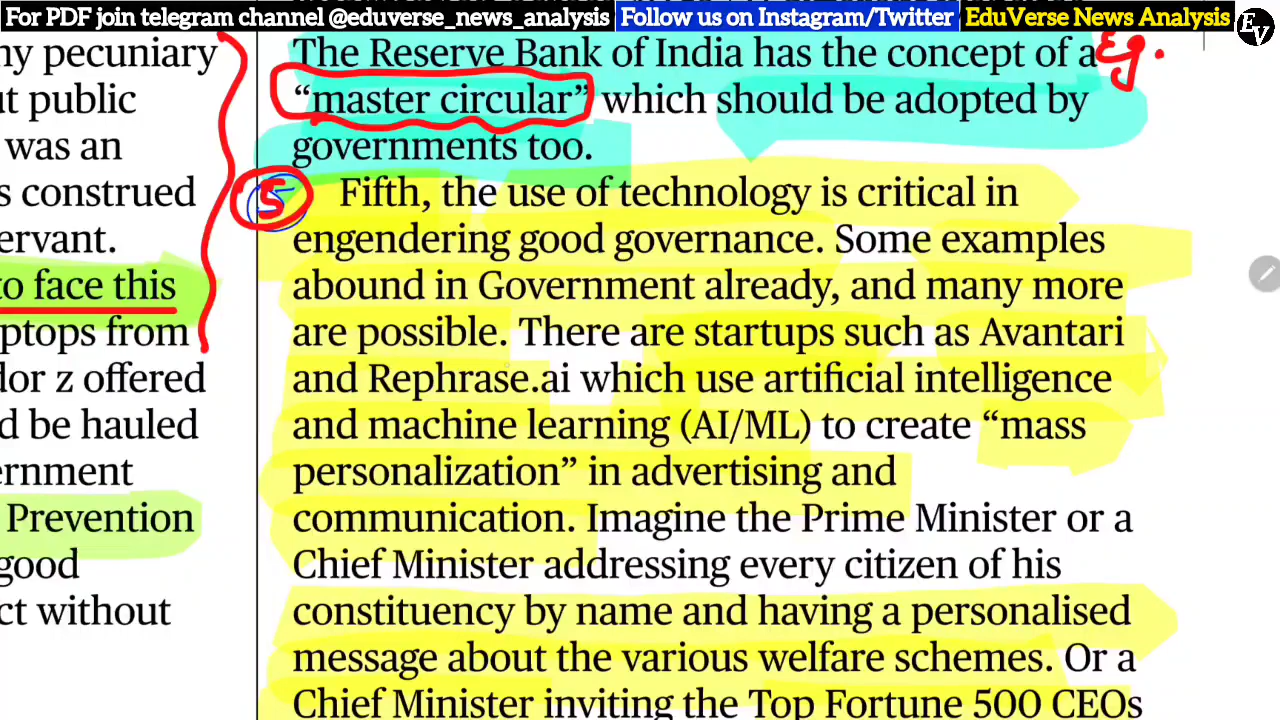 For PDF join telegram channel @eduverse_news_analysis Follow us on Instagram/Twitter EduVerse News Analysis EV
ny pecuniary
ut public
was an
s construed
ervant.
to face this
ptops from
dor z offered
d be hauled
ernment
Prevention
good
ct without
The Reserve Bank of India has the concept of a Eg.
“master circular” which should be adopted by
governments too.
5 Fifth, the use of technology is critical in
engendering good governance. Some examples
abound in Government already, and many more
are possible. There are startups such as Avantari
and Rephrase.ai which use artificial intelligence
and machine learning (AI/ML) to create “mass
personalization” in advertising and
communication. Imagine the Prime Minister or a
Chief Minister addressing every citizen of his
constituency by name and having a personalised
message about the various welfare schemes. Or a
Chief Minister inviting the Top Fortune 500 CEOs